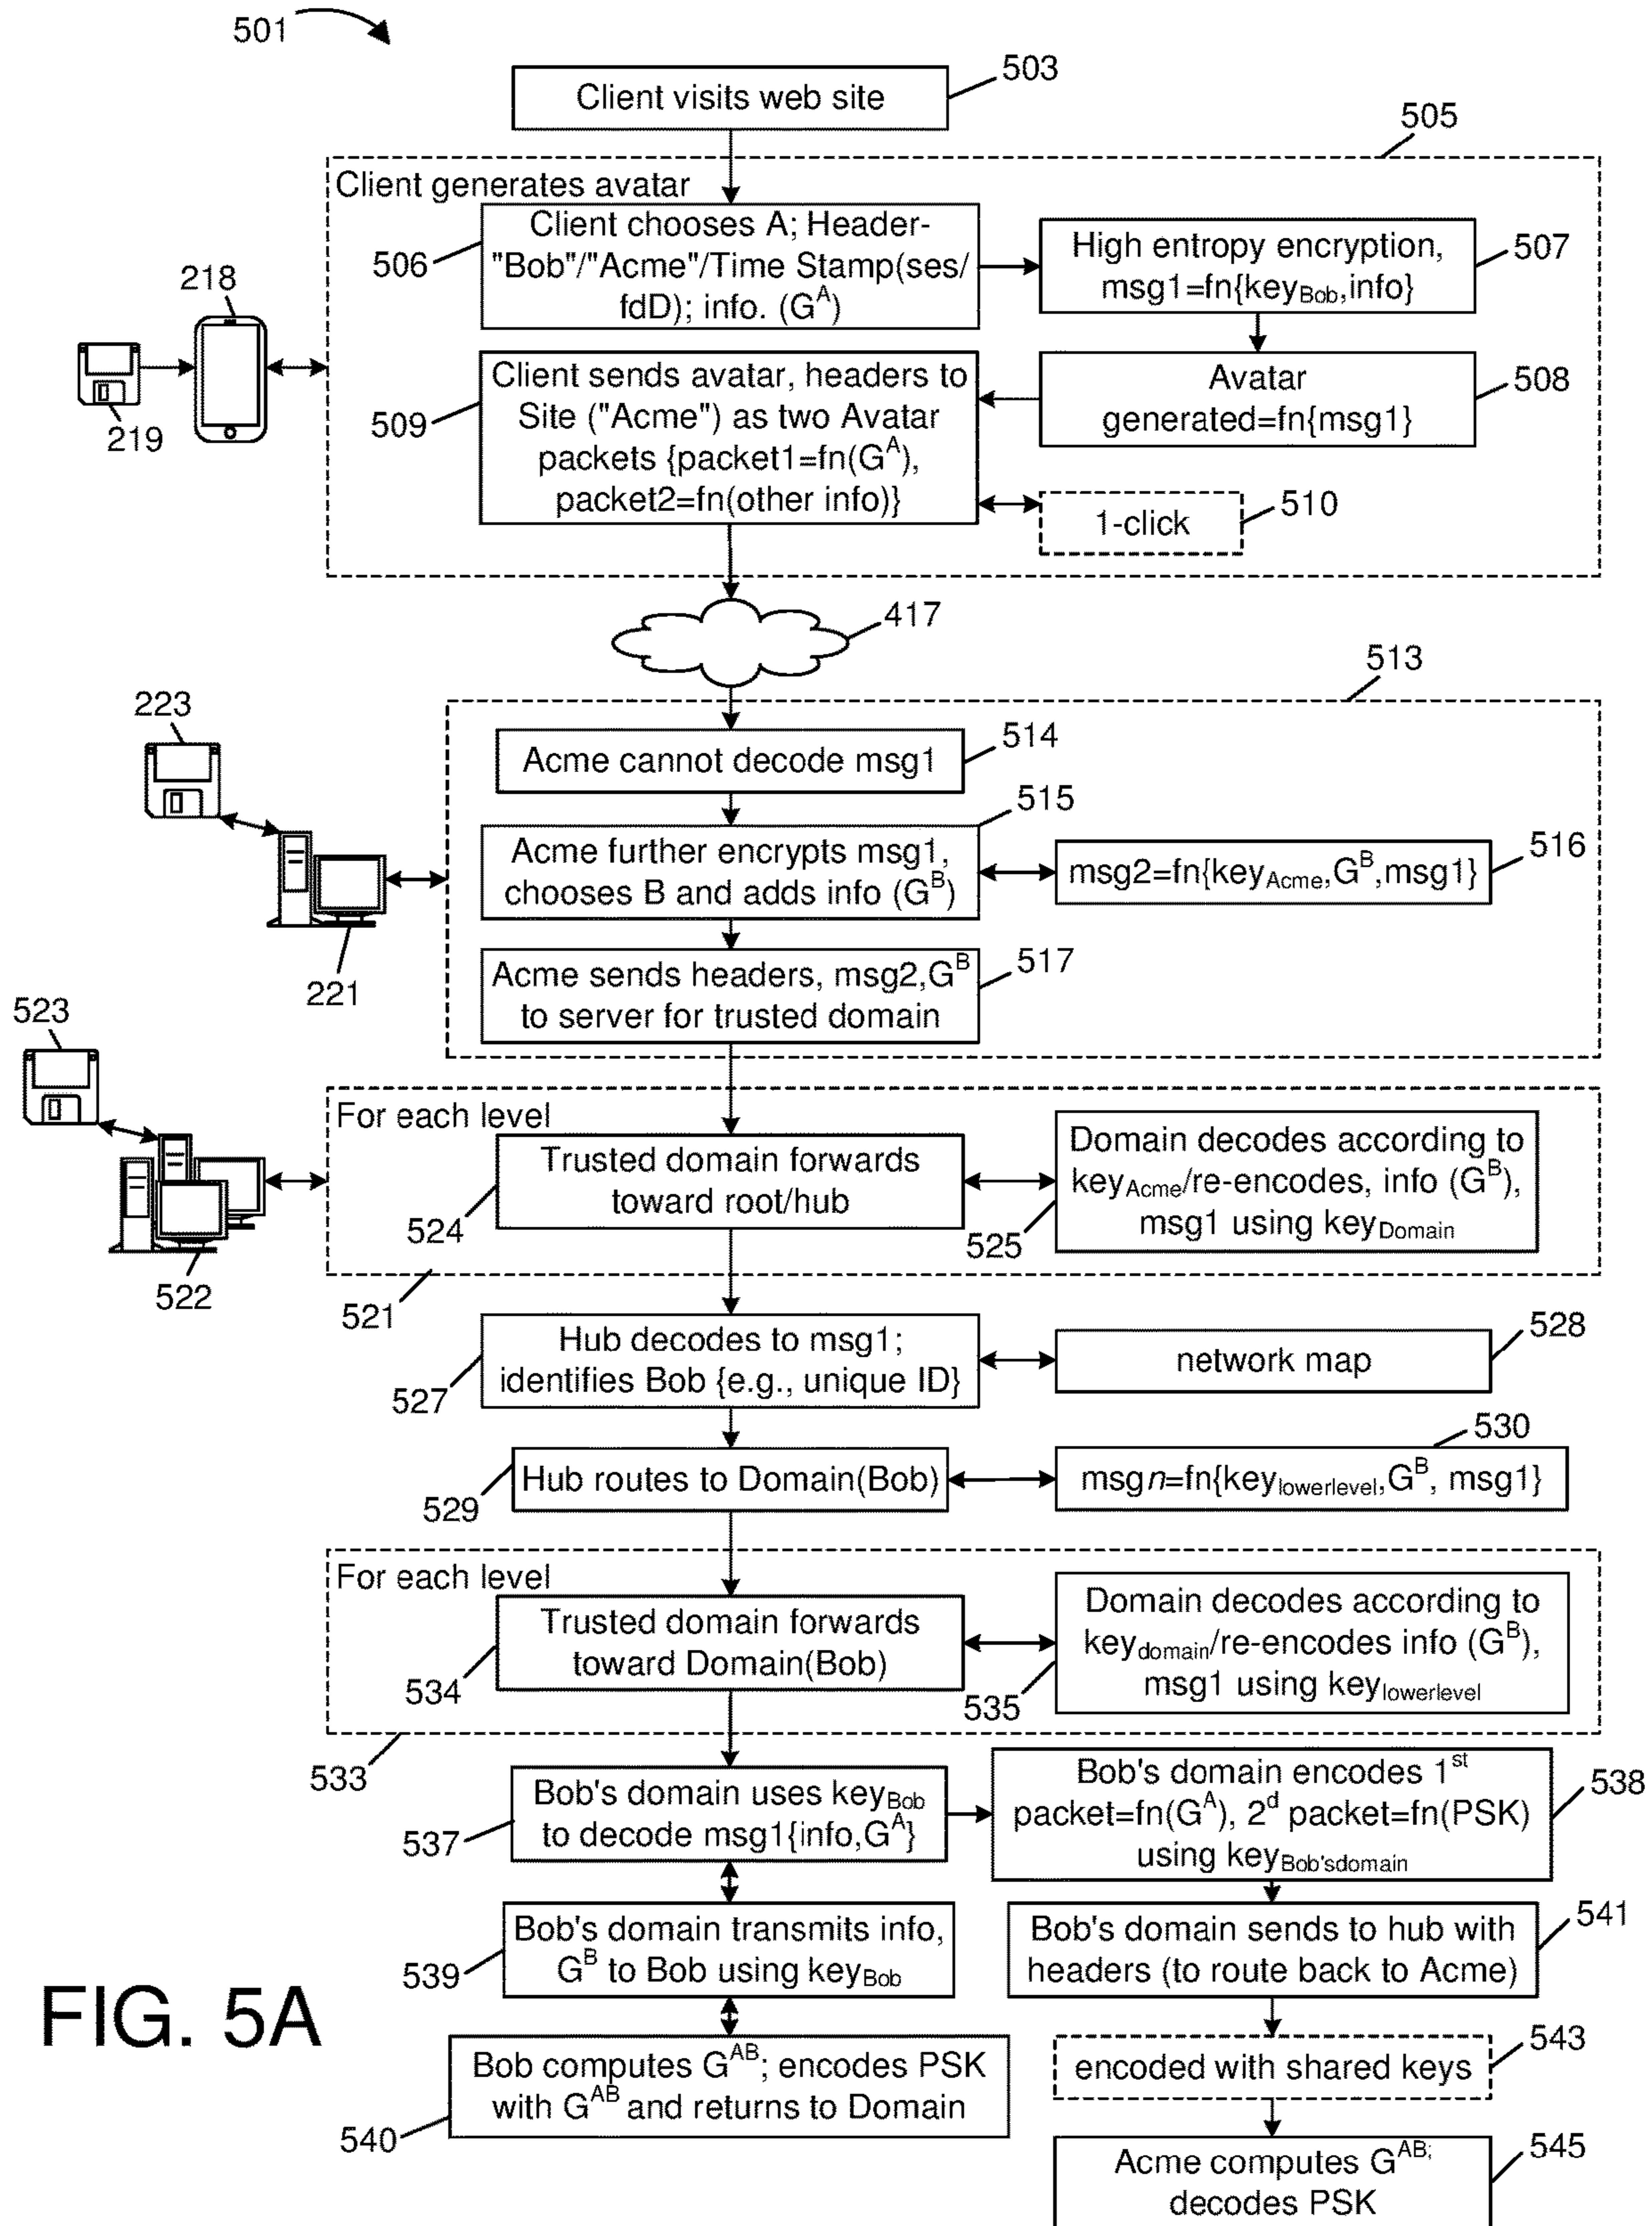 501
Client visits web site
503
505
Client generates avatar
Client chooses A; Header-
"Bob"/"Acme"/Time Stamp(ses/
fdD); info. (G^A)
506
High entropy encryption,
msg1=fn{key_Bob,info}
507
218
219
Client sends avatar, headers to
Site ("Acme") as two Avatar
packets {packet1=fn(G^A),
packet2=fn(other info)}
509
Avatar
generated=fn{msg1}
508
1-click
510
417
513
223
221
Acme cannot decode msg1
514
515
Acme further encrypts msg1,
chooses B and adds info (G^B)
msg2=fn{key_Acme,G^B,msg1}
516
Acme sends headers, msg2,G^B
to server for trusted domain
517
523
522
For each level
Trusted domain forwards
toward root/hub
524
Domain decodes according to
key_Acme/re-encodes, info (G^B),
msg1 using key_Domain
525
521
Hub decodes to msg1;
identifies Bob {e.g., unique ID}
527
network map
528
Hub routes to Domain(Bob)
529
530
msgn=fn{key_lowerlevel,G^B, msg1}
For each level
Trusted domain forwards
toward Domain(Bob)
534
Domain decodes according to
key_domain/re-encodes info (G^B),
msg1 using key_lowerlevel
535
533
Bob's domain uses key_Bob
to decode msg1{info,G^A}
537
Bob's domain encodes 1^st
packet=fn(G^A), 2^d packet=fn(PSK)
using key_Bob'sdomain
538
Bob's domain transmits info,
G^B to Bob using key_Bob
539
Bob's domain sends to hub with
headers (to route back to Acme)
541
Bob computes G^AB; encodes PSK
with G^AB and returns to Domain
540
encoded with shared keys
543
Acme computes G^AB;
decodes PSK
545
FIG. 5A